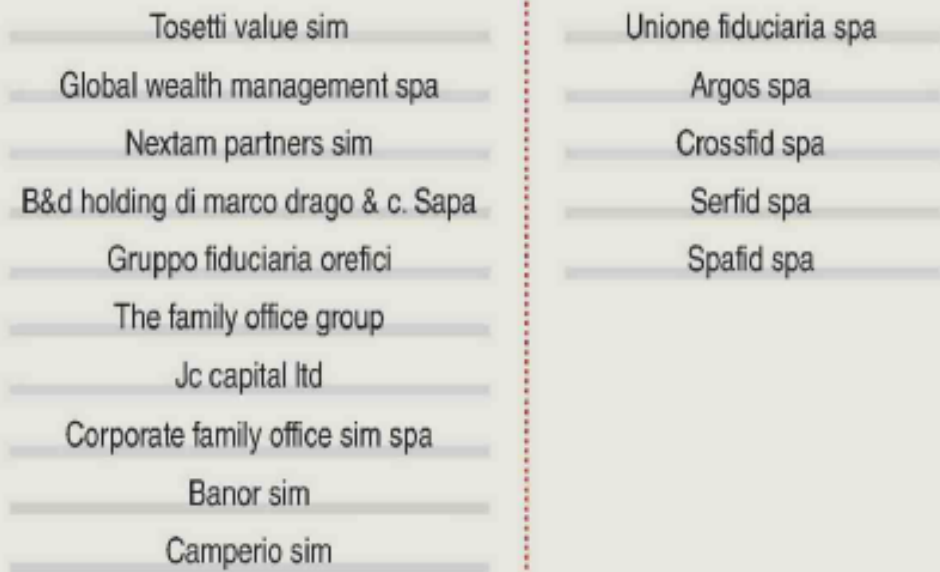 Tosetti value sim
Global wealth management spa
Nextam partners sim
B&d holding di marco drago & c. Sapa
Gruppo fiduciaria orefici
The family office group
Jc capital ltd
Corporate family office sim spa
Banor sim
Camperio sim
Unione fiduciaria spa
Argos spa
Crossfid spa
Serfid spa
Spafid spa